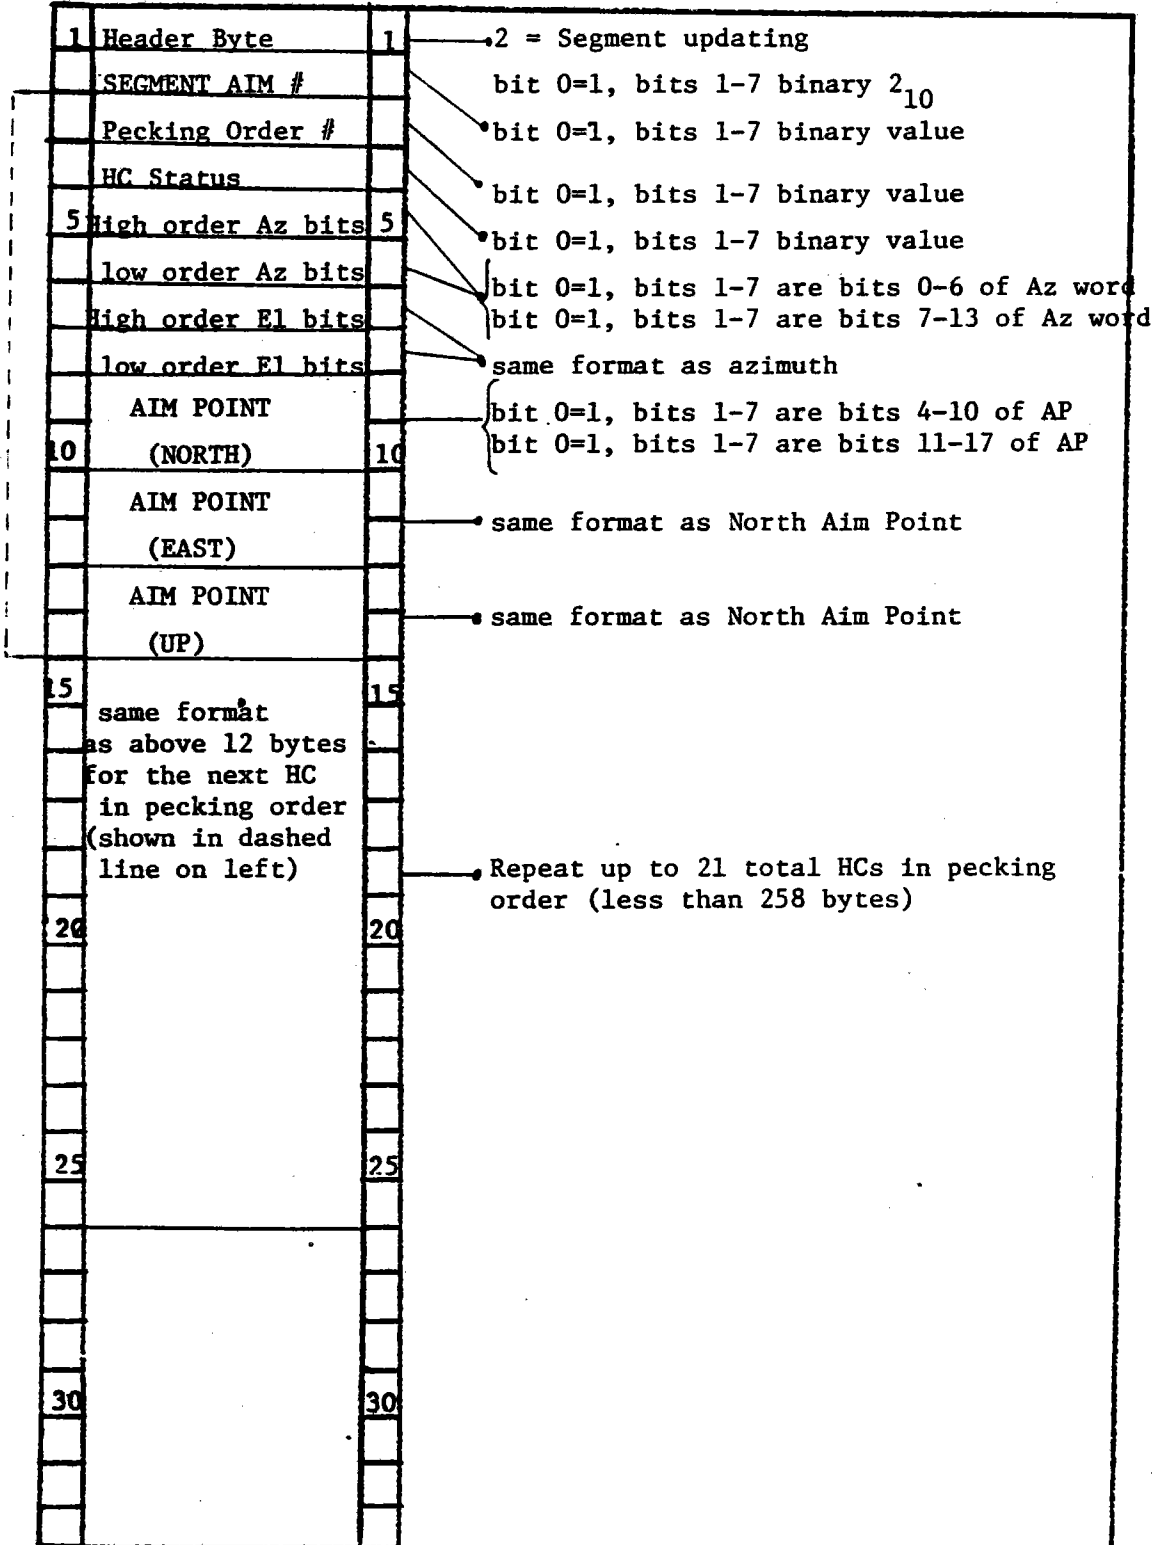 1 Header Byte 1 2 = Segment updating
SEGMENT AIM # bit 0=1, bits 1-7 binary 2₁₀
Pecking Order # bit 0=1, bits 1-7 binary value
HC Status bit 0=1, bits 1-7 binary value
5 High order Az bits 5 bit 0=1, bits 1-7 binary value
low order Az bits bit 0=1, bits 1-7 are bits 0-6 of Az word
High order El bits bit 0=1, bits 1-7 are bits 7-13 of Az word
low order El bits same format as azimuth
AIM POINT bit 0=1, bits 1-7 are bits 4-10 of AP
10 (NORTH) 10 bit 0=1, bits 1-7 are bits 11-17 of AP
AIM POINT
same format as North Aim Point
(EAST)
AIM POINT
same format as North Aim Point
(UP)
15 15
same format
as above 12 bytes
for the next HC
in pecking order
(shown in dashed
line on left) Repeat up to 21 total HCs in pecking
order (less than 258 bytes)
20 20
25 25
30 30